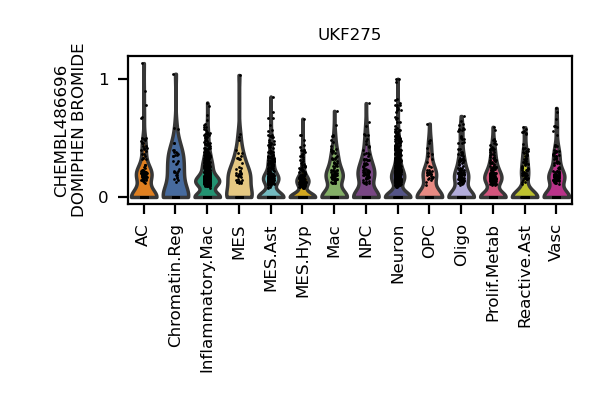 UKF275
CHEMBL486696
DOMIPHEN BROMIDE
1
0
AC
Chromatin.Reg
Inflammatory.Mac
MES
MES.Ast
MES.Hyp
Mac
NPC
Neuron
OPC
Oligo
Prolif.Metab
Reactive.Ast
Vasc